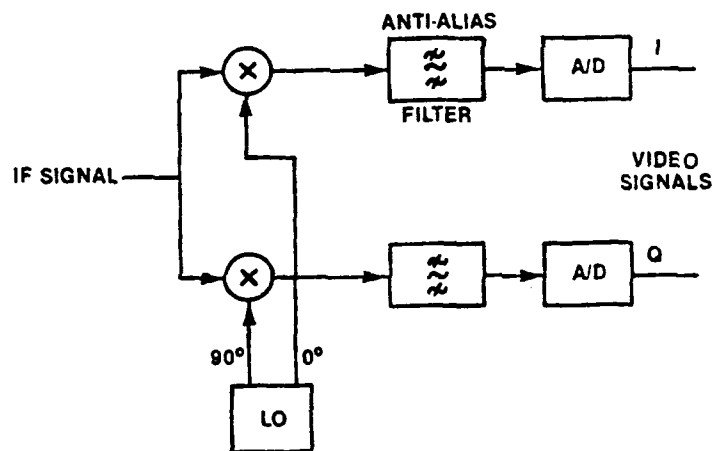 ANTI-ALIAS
×
A/D
I
FILTER
IF SIGNAL
VIDEO
SIGNALS
×
A/D
Q
90°
0°
LO